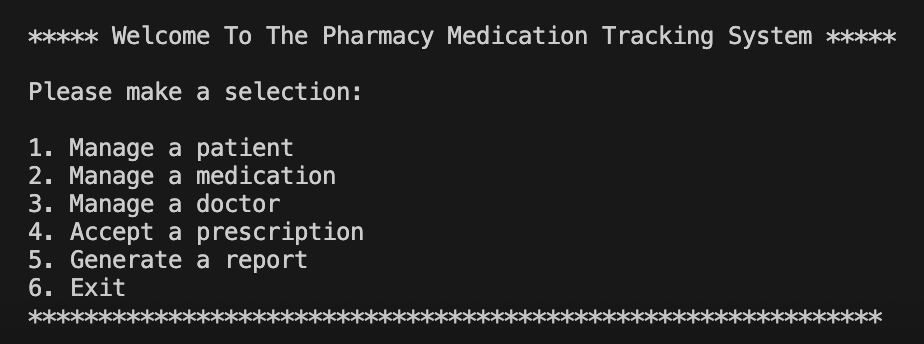 ***** Welcome To The Pharmacy Medication Tracking System *****
Please make a selection:
1. Manage a patient
2. Manage a medication
3. Manage a doctor
4. Accept a prescription
5. Generate a report
6. Exit
*************************************************************